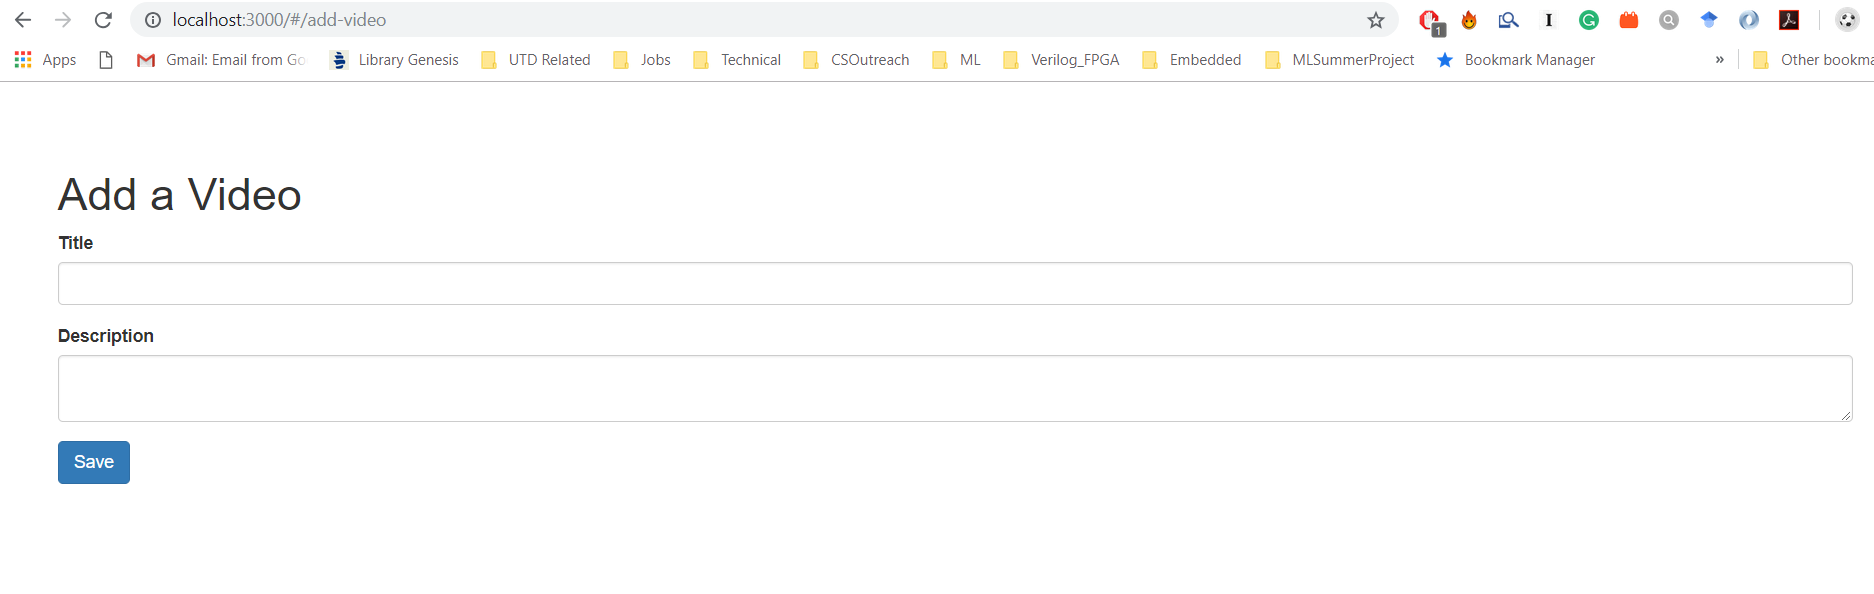 localhost:3000/#/add-video
1
Apps Gmail: Email from Go Library Genesis UTD Related Jobs Technical CSOutreach ML Verilog_FPGA Embedded MLSummerProject Bookmark Manager » Other bookma
Add a Video
Title
Description
Save